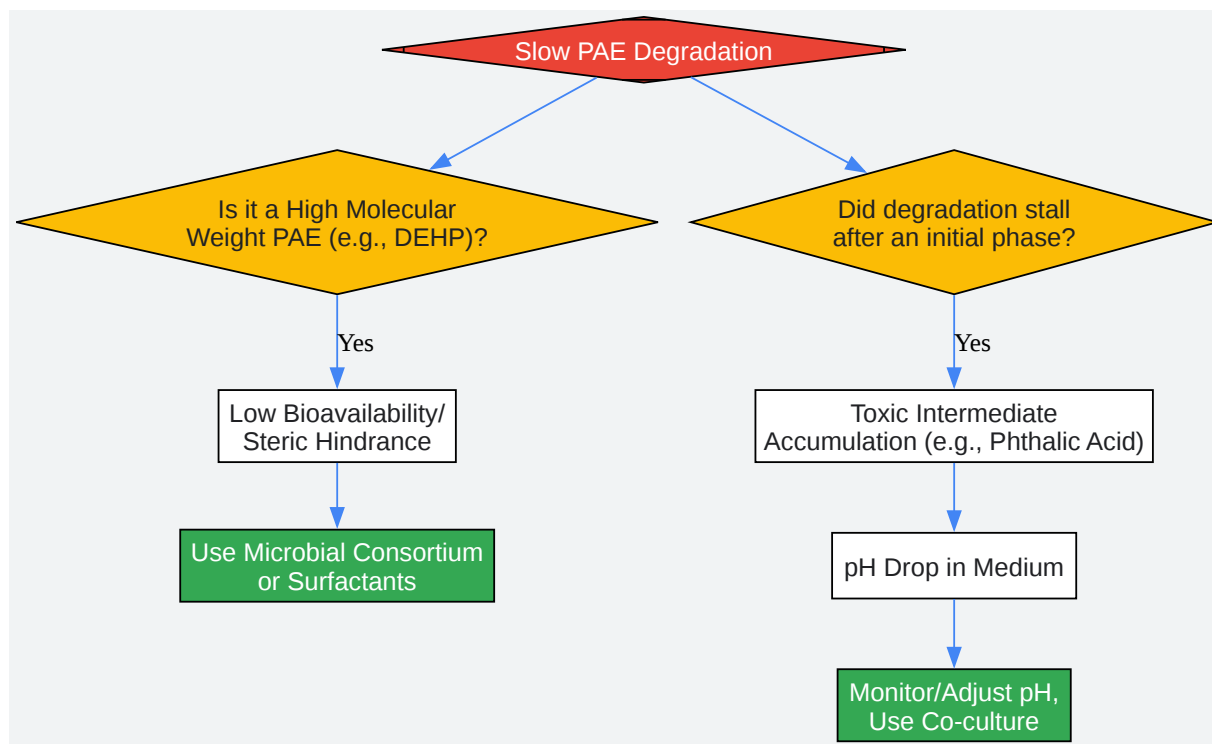 Slow PAE Degradation
Is it a High Molecular
Weight PAE (e.g., DEHP)?
Did degradation stall
after an initial phase?
Yes
Yes
Low Bioavailability/
Steric Hindrance
Toxic Intermediate
Accumulation (e.g., Phthalic Acid)
Use Microbial Consortium
or Surfactants
pH Drop in Medium
Monitor/Adjust pH,
Use Co-culture